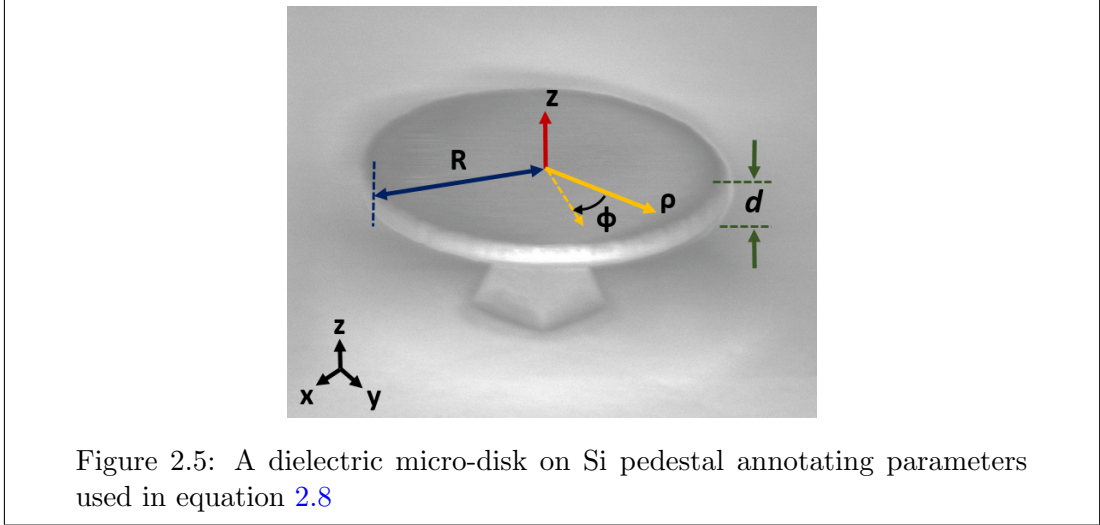 z
R
ρ
ϕ
d
z
x
y
Figure 2.5: A dielectric micro-disk on Si pedestal annotating parameters
used in equation 2.8